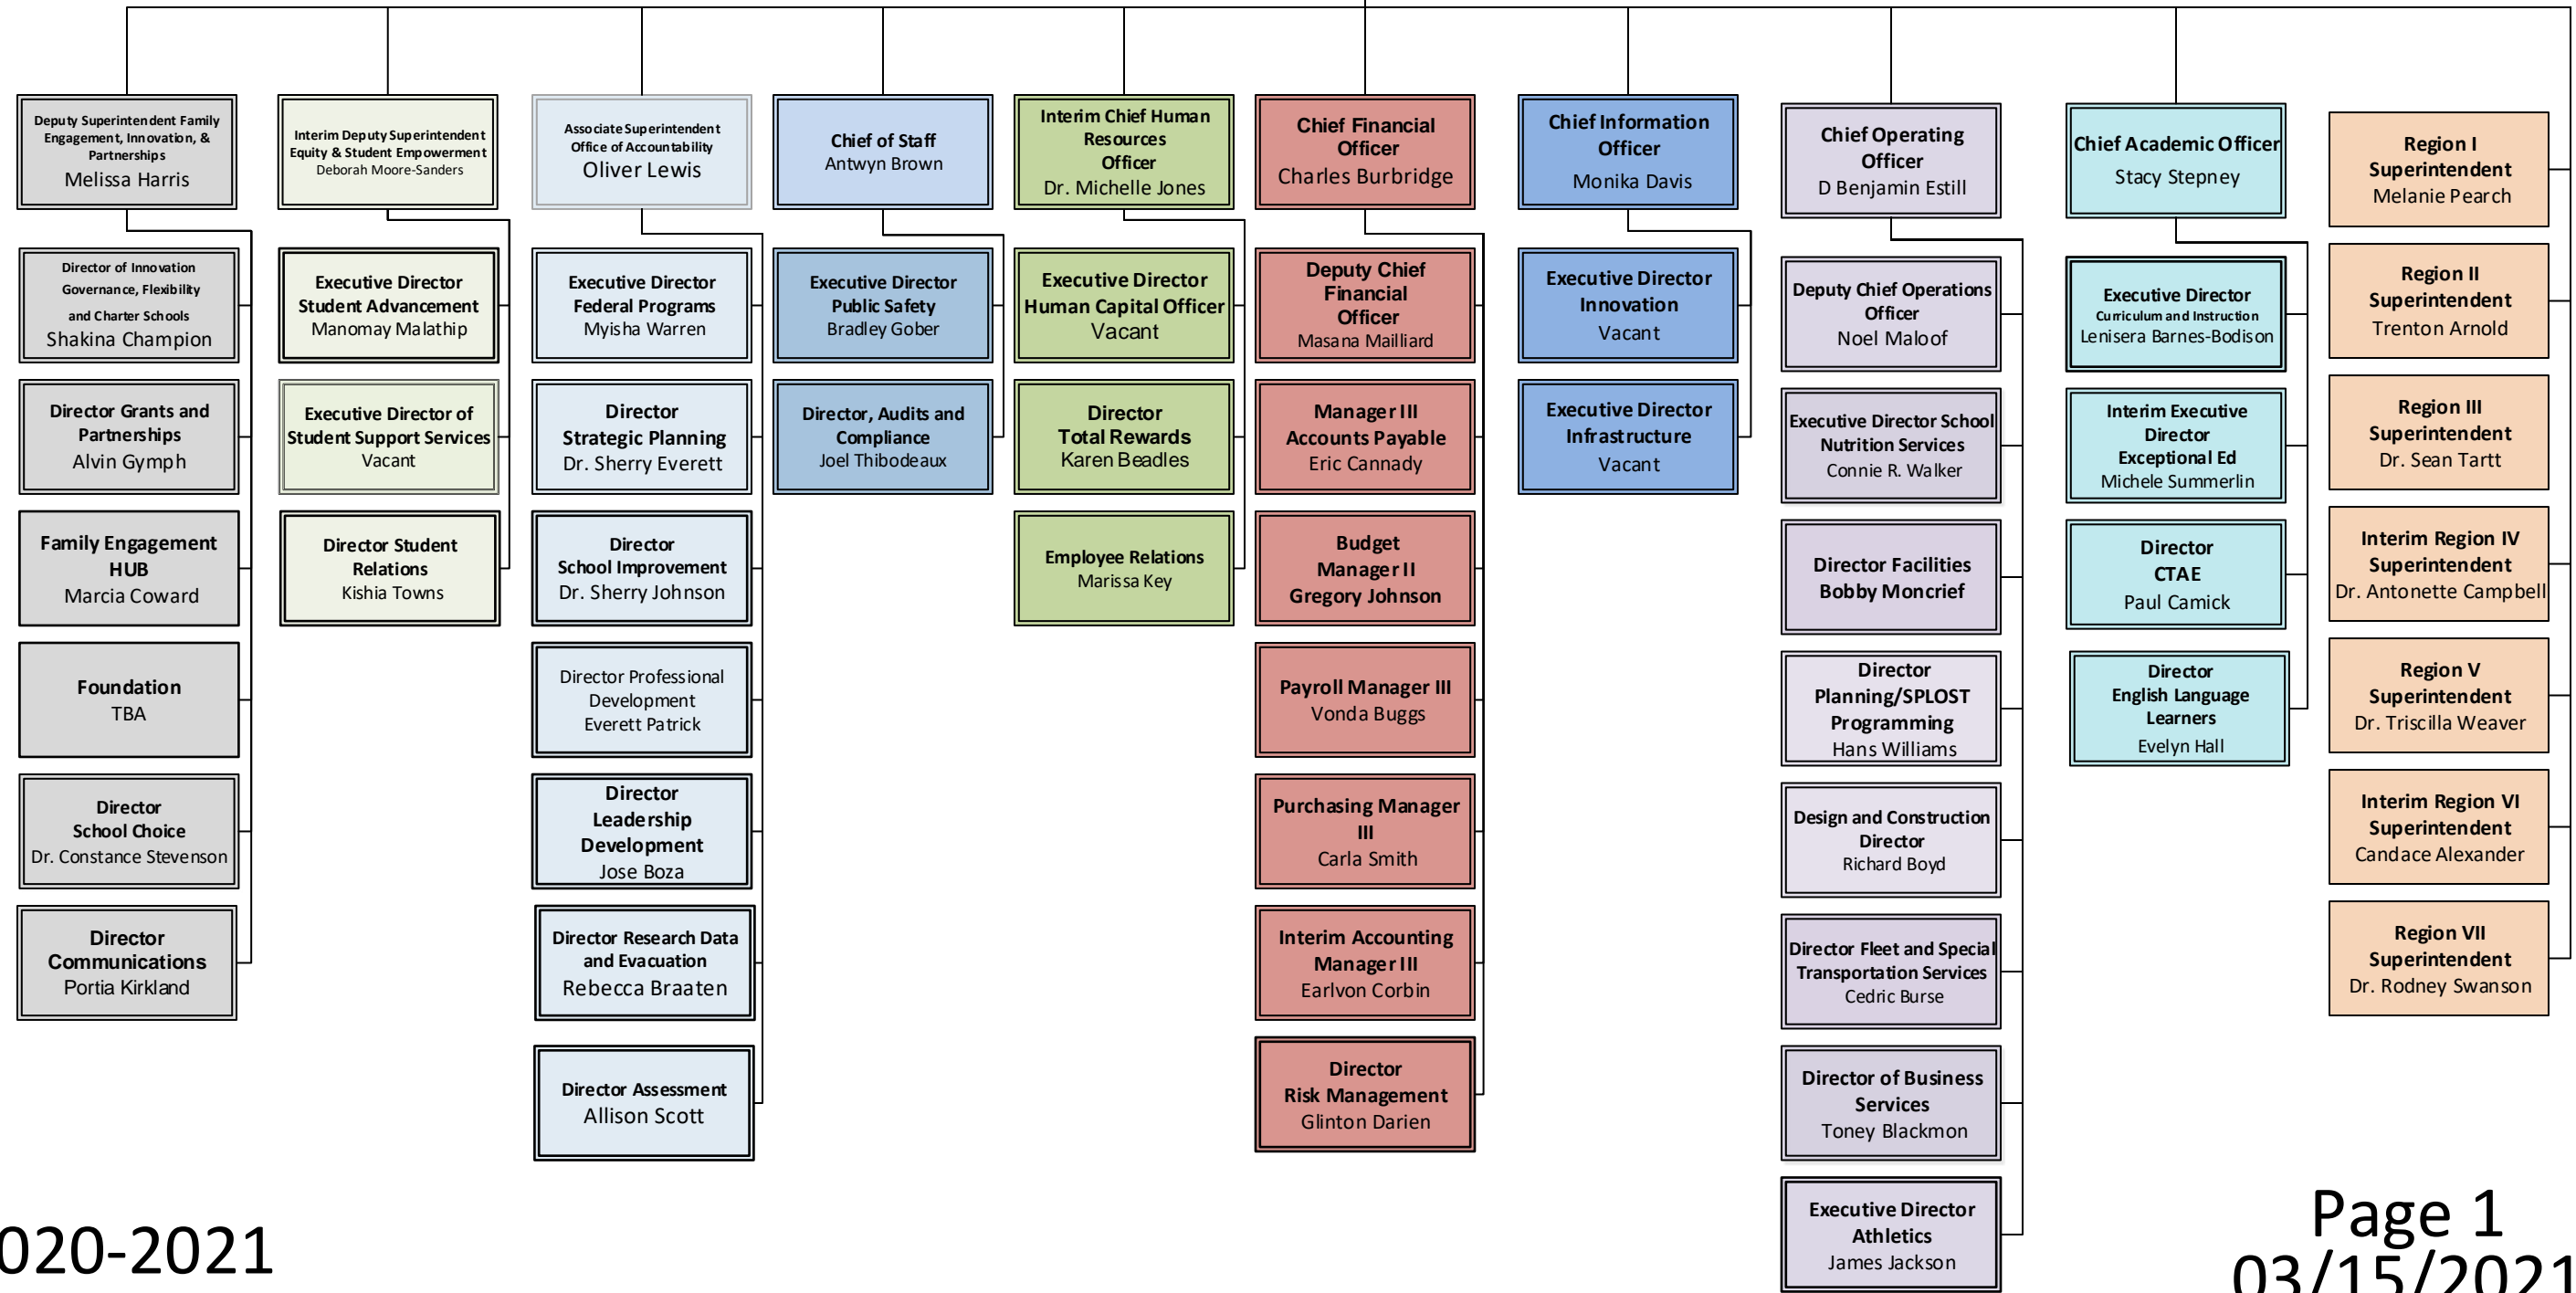 Deputy Superintendent Family
Engagement, Innovation, &
Partnerships
Melissa Harris
Director of Innovation
Governance, Flexibility
and Charter Schools
Shakina Champion
Director Grants and
Partnerships
Alvin Gymph
Family Engagement
HUB
Marcia Coward
Foundation
TBA
Director
School Choice
Dr. Constance Stevenson
Director
Communications
Portia Kirkland
Interim Deputy Superintendent
Equity & Student Empowerment
Deborah Moore-Sanders
Executive Director
Student Advancement
Manomay Malathip
Executive Director of
Student Support Services
Vacant
Director Student
Relations
Kishia Towns
Associate Superintendent
Office of Accountability
Oliver Lewis
Executive Director
Federal Programs
Myisha Warren
Director
Strategic Planning
Dr. Sherry Everett
Director
School Improvement
Dr. Sherry Johnson
Director Professional
Development
Everett Patrick
Director
Leadership
Development
Jose Boza
Director Research Data
and Evacuation
Rebecca Braaten
Director Assessment
Allison Scott
Chief of Staff
Antwyn Brown
Executive Director
Public Safety
Bradley Gober
Director, Audits and
Compliance
Joel Thibodeaux
Interim Chief Human
Resources
Officer
Dr. Michelle Jones
Executive Director
Human Capital Officer
Vacant
Director
Total Rewards
Karen Beadles
Employee Relations
Marissa Key
Chief Financial
Officer
Charles Burbridge
Deputy Chief
Financial
Officer
Masana Mailliard
Manager III
Accounts Payable
Eric Cannady
Budget
Manager II
Gregory Johnson
Payroll Manager III
Vonda Buggs
Purchasing Manager
III
Carla Smith
Interim Accounting
Manager III
Earlvon Corbin
Director
Risk Management
Glinton Darien
Chief Information
Officer
Monika Davis
Executive Director
Innovation
Vacant
Executive Director
Infrastructure
Vacant
Chief Operating
Officer
D Benjamin Estill
Deputy Chief Operations
Officer
Noel Maloof
Executive Director School
Nutrition Services
Connie R. Walker
Director Facilities
Bobby Moncrief
Director
Planning/SPLOST
Programming
Hans Williams
Design and Construction
Director
Richard Boyd
Director Fleet and Special
Transportation Services
Cedric Burse
Director of Business
Services
Toney Blackmon
Executive Director
Athletics
James Jackson
Chief Academic Officer
Stacy Stepney
Executive Director
Curriculum and Instruction
Lenisera Barnes-Bodison
Interim Executive
Director
Exceptional Ed
Michele Summerlin
Director
CTAE
Paul Camick
Director
English Language
Learners
Evelyn Hall
Region I
Superintendent
Melanie Pearch
Region II
Superintendent
Trenton Arnold
Region III
Superintendent
Dr. Sean Tartt
Interim Region IV
Superintendent
Dr. Antonette Campbell
Region V
Superintendent
Dr. Triscilla Weaver
Interim Region VI
Superintendent
Candace Alexander
Region VII
Superintendent
Dr. Rodney Swanson
020-2021
Page 1
03/15/2021